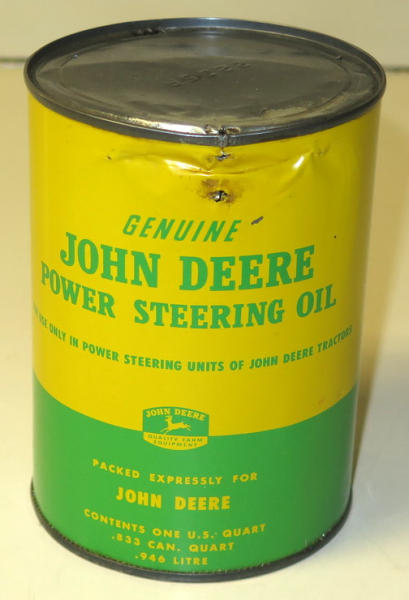 GENUINE
JOHN DEERE
POWER STEERING OIL
USE ONLY IN POWER STEERING UNITS OF JOHN DEERE TRACTORS
JOHN DEERE
QUALITY FARM
EQUIPMENT
PACKED EXPRESSLY FOR
JOHN DEERE
CONTENTS ONE U.S. QUART
.833 CAN. QUART
.946 LITRE